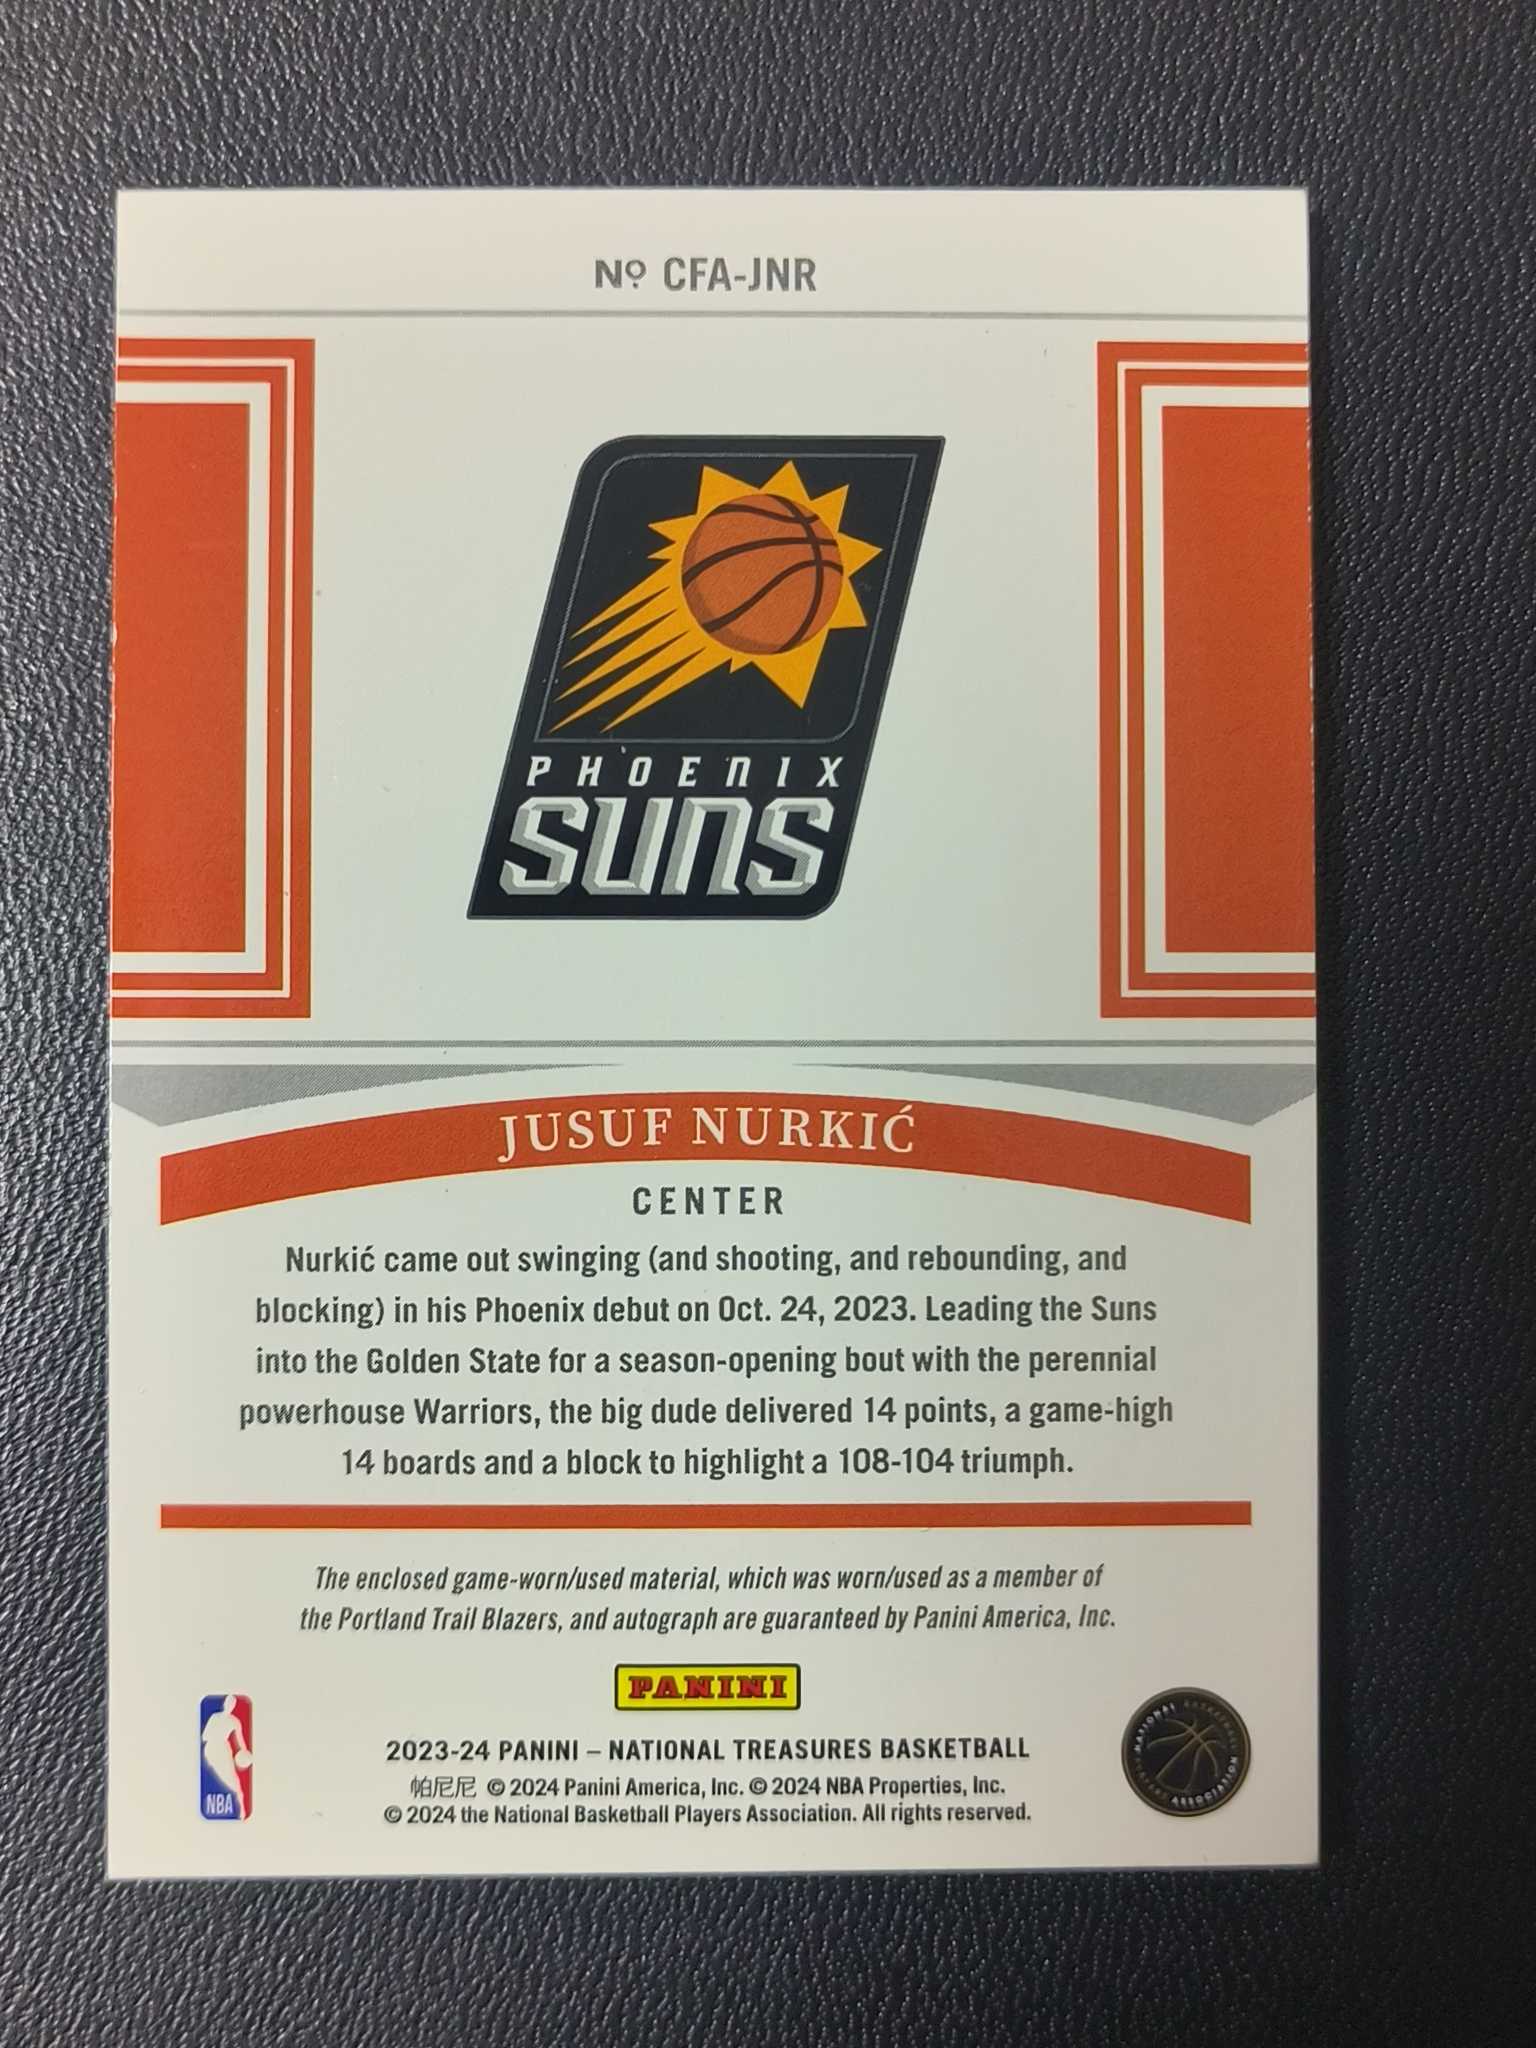 Nº CFA-JNR
PHOENIX
SUNS
JUSUF NURKIĆ
CENTER
Nurkić came out swinging (and shooting, and rebounding, and
blocking) in his Phoenix debut on Oct. 24, 2023. Leading the Suns
into the Golden State for a season-opening bout with the perennial
powerhouse Warriors, the big dude delivered 14 points, a game-high
14 boards and a block to highlight a 108-104 triumph.
The enclosed game-worn/used material, which was worn/used as a member of
the Portland Trail Blazers, and autograph are guaranteed by Panini America, Inc.
PANINI
NBA
NATIONAL BASKETBALL PLAYERS ASSOCIATION
2023-24 PANINI – NATIONAL TREASURES BASKETBALL
帕尼尼 © 2024 Panini America, Inc. © 2024 NBA Properties, Inc.
© 2024 the National Basketball Players Association. All rights reserved.